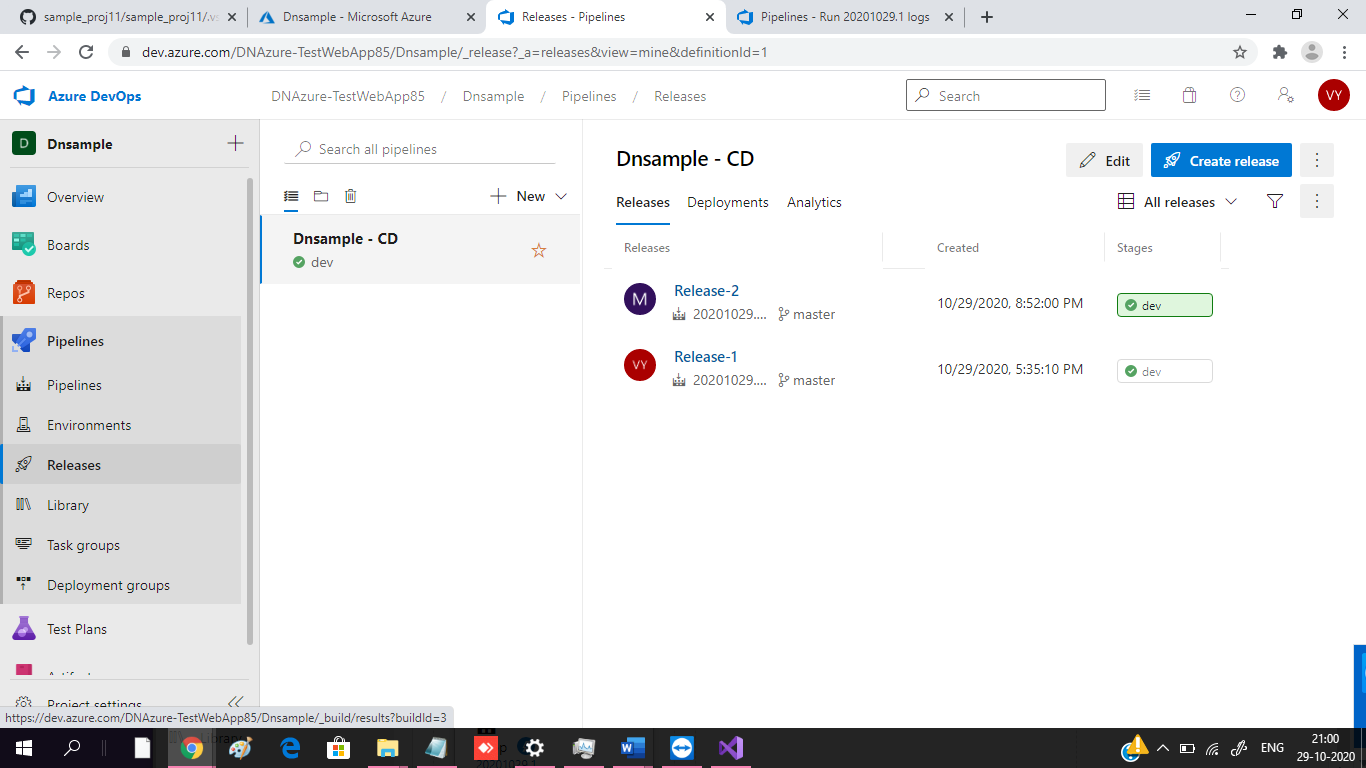 sample_proj11/sample_proj11/.vs
Dnsample - Microsoft Azure
Releases - Pipelines
Pipelines - Run 20201029.1 logs
dev.azure.com/DNAzure-TestWebApp85/Dnsample/_release?_a=releases&view=mine&definitionId=1
Azure DevOps
DNAzure-TestWebApp85 / Dnsample / Pipelines / Releases
Search
VY
D Dnsample
Overview
Boards
Repos
Pipelines
Pipelines
Environments
Releases
Library
Task groups
Deployment groups
Test Plans
Artifacts
Project settings
Search all pipelines
New
Dnsample - CD
dev
Dnsample - CD
Edit
Create release
Releases Deployments Analytics
All releases
Releases Created Stages
M Release-2
20201029.... master
10/29/2020, 8:52:00 PM
dev
VY Release-1
20201029.... master
10/29/2020, 5:35:10 PM
dev
https://dev.azure.com/DNAzure-TestWebApp85/Dnsample/_build/results?buildId=3
ENG
21:00
29-10-2020